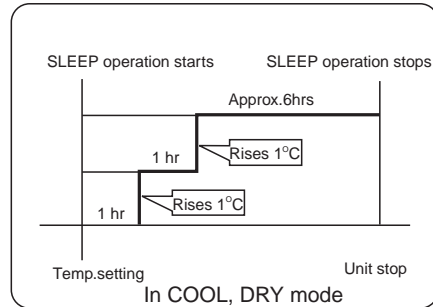 SLEEP operation starts
SLEEP operation stops
Approx.6hrs
1 hr
Rises 1°C
1 hr
Rises 1°C
Temp.setting
Unit stop
In COOL, DRY mode